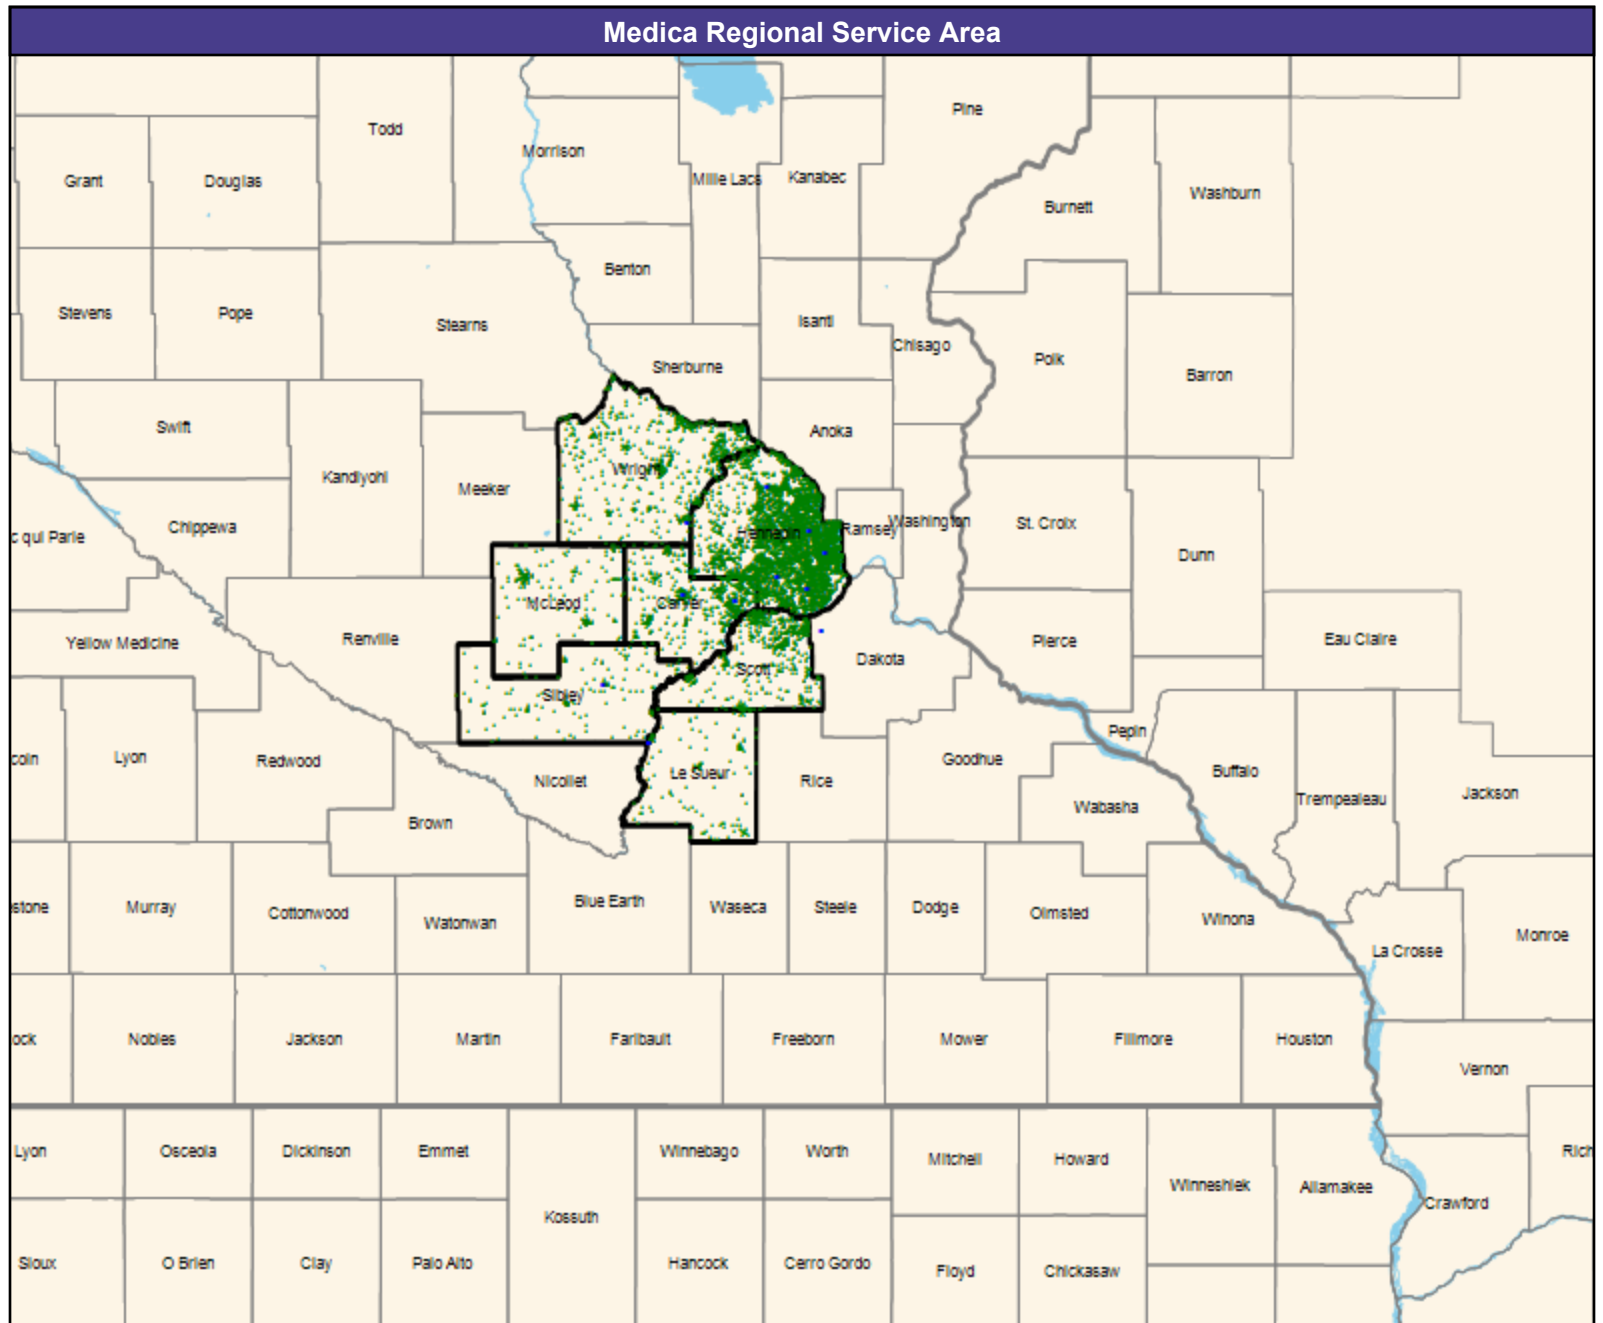 Medica Regional Service Area
Pine
Todd
Morrison
Mille Lacs
Kanabec
Grant
Douglas
Washburn
Burnett
Benton
Stevens
Pope
Stearns
Isanti
Chisago
Polk
Sherburne
Barron
Swift
Anoka
Wright
Kandiyohi
Meeker
c qui Parle
Chippewa
Hennepin
Ramsey
Washington
St. Croix
Dunn
McLeod
Carver
Yellow Medicine
Renville
Scott
Dakota
Pierce
Eau Claire
Sibley
coln
Lyon
Redwood
Nicollet
Le Sueur
Rice
Goodhue
Pepin
Buffalo
Trempealeau
Jackson
Wabasha
Brown
stone
Murray
Cottonwood
Watonwan
Blue Earth
Waseca
Steele
Dodge
Olmsted
Winona
La Crosse
Monroe
ock
Nobles
Jackson
Martin
Faribault
Freeborn
Mower
Fillmore
Houston
Vernon
Lyon
Osceola
Dickinson
Emmet
Winnebago
Worth
Mitchell
Howard
Rich
Winneshiek
Allamakee
Crawford
Kossuth
Sioux
O Brien
Clay
Palo Alto
Hancock
Cerro Gordo
Floyd
Chickasaw